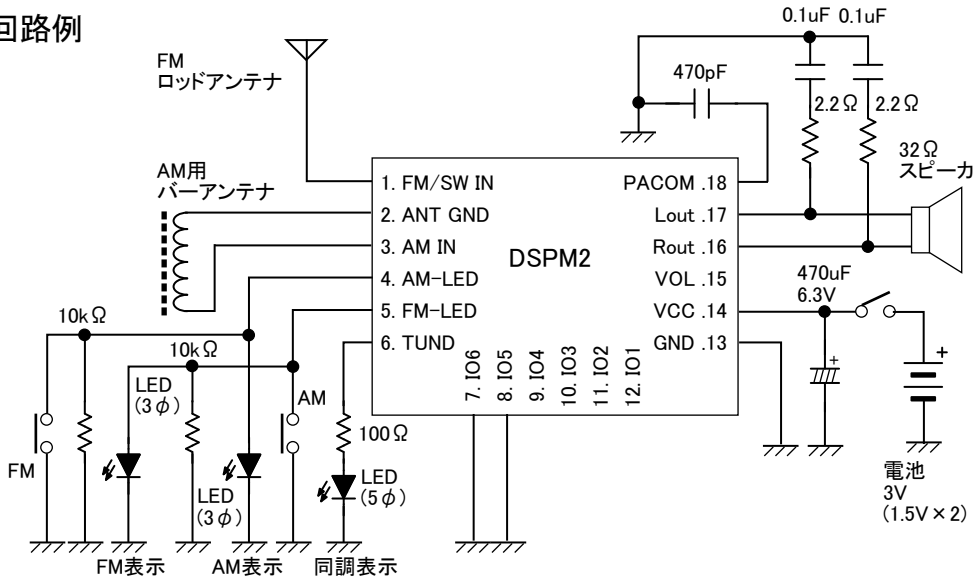 回路例
FM
ロッドアンテナ
AM用
バーアンテナ
0.1uF 0.1uF
470pF
2.2Ω 2.2Ω
32Ω
スピーカ
1. FM/SW IN
2. ANT GND
3. AM IN
4. AM-LED
5. FM-LED
6. TUND
DSPM2
PACOM .18
Lout .17
Rout .16
VOL .15
VCC .14
GND .13
7. IO6
8. IO5
9. IO4
10. IO3
11. IO2
12. IO1
470uF
6.3V
+
+
電池
3V
(1.5V×2)
10kΩ
10kΩ
LED
(3φ)
AM
100Ω
FM
LED
(3φ)
LED
(5φ)
FM表示
AM表示
同調表示